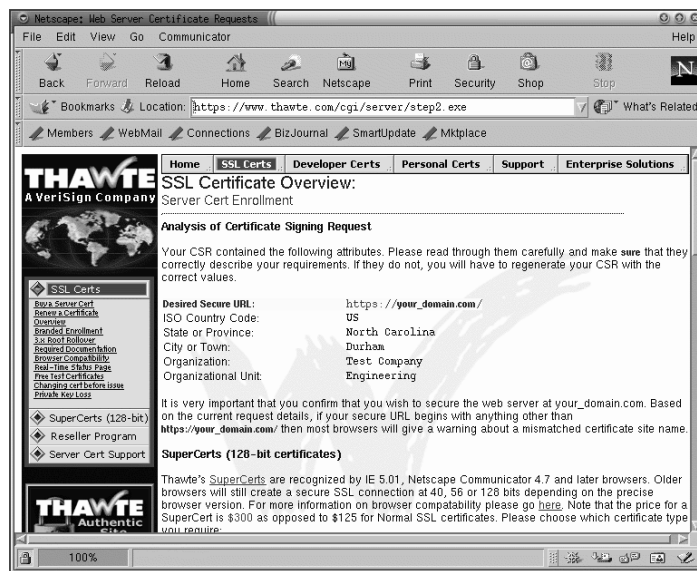 Netscape: Web Server Certificate Requests
File Edit View Go Communicator Help
Back Forward Reload Home Search Netscape Print Security Shop Stop
My
N
Bookmarks Location: https://www.thawte.com/cgi/server/step2.exe What's Related
Members WebMail Connections BizJournal SmartUpdate Mktplace
THAWTE
A VeriSign Company
Home SSL Certs Developer Certs Personal Certs Support Enterprise Solutions
SSL Certificate Overview:
Server Cert Enrollment
Analysis of Certificate Signing Request
Your CSR contained the following attributes. Please read through them carefully and make sure that they
correctly describe your requirements. If they do not, you will have to regenerate your CSR with the
correct values.
Desired Secure URL: https://your_domain.com/
ISO Country Code: US
State or Province: North Carolina
City or Town: Durham
Organization: Test Company
Organizational Unit: Engineering
It is very important that you confirm that you wish to secure the web server at your_domain.com. Based
on the current request details, if your secure URL begins with anything other than
https://your_domain.com/ then most browsers will give a warning about a mismatched certificate site name.
SuperCerts (128-bit certificates)
Thawte's SuperCerts are recognized by IE 5.01, Netscape Communicator 4.7 and later browsers. Older
browsers will still create a secure SSL connection at 40, 56 or 128 bits depending on the precise
browser version. For more information on browser compatability please go here. Note that the price for a
SuperCert is $300 as opposed to $125 for Normal SSL certificates. Please choose which certificate type
you require:
SSL Certs
Buy a Server Cert
Renew a Certificate
Overview
Branded Enrollment
3.x Root Rollover
Required Documentation
Browser Compatibility
Real-Time Status Page
Free Test Certificates
Changing cert before issue
Private Key Loss
SuperCerts (128-bit)
Reseller Program
Server Cert Support
THAWTE
Authentic
Site
100%